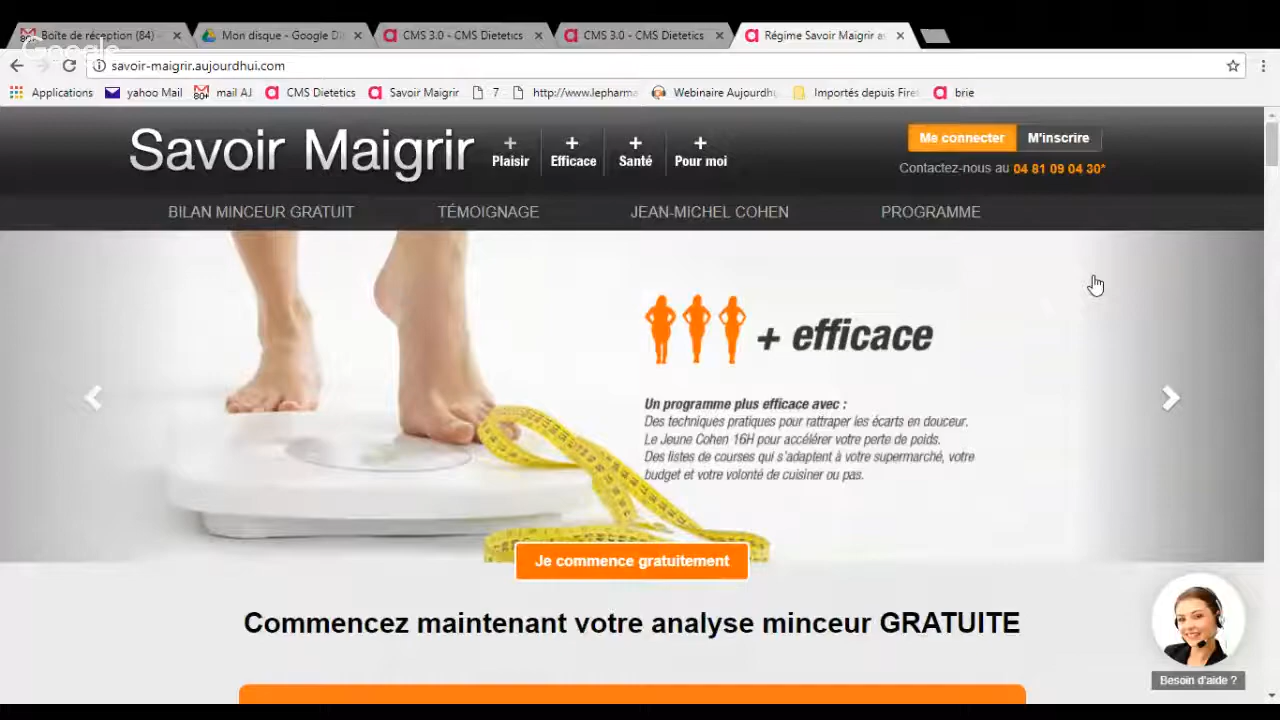 Boîte de réception (84) -
Mon disque - Google Di
CMS 3.0 - CMS Dietetics
CMS 3.0 - CMS Dietetics
Régime Savoir Maigrir av
Google
savoir-maigrir.aujourdhui.com
Applications
yahoo Mail
mail AJ
CMS Dietetics
Savoir Maigrir
7
http://www.lepharma
Webinaire Aujourdhu
Importés depuis Firef
brie
Savoir Maigrir
+ Plaisir
+ Efficace
+ Santé
+ Pour moi
Me connecter
M'inscrire
Contactez-nous au 04 81 09 04 30*
BILAN MINCEUR GRATUIT
TÉMOIGNAGE
JEAN-MICHEL COHEN
PROGRAMME
+ efficace
Un programme plus efficace avec :
Des techniques pratiques pour rattraper les écarts en douceur.
Le Jeune Cohen 16H pour accélérer votre perte de poids.
Des listes de courses qui s'adaptent à votre supermarché, votre
budget et votre volonté de cuisiner ou pas.
Je commence gratuitement
Commencez maintenant votre analyse minceur GRATUITE
Besoin d'aide ?